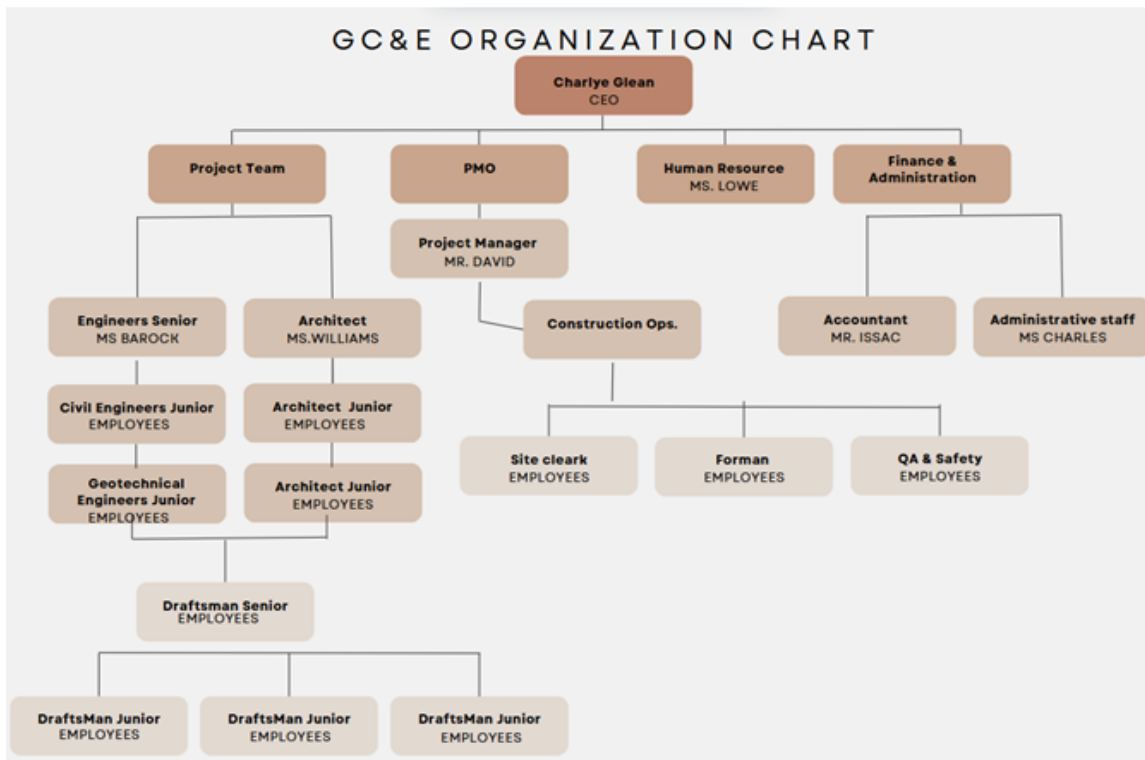 GC&E ORGANIZATION CHART
Charlye Glean
CEO
Project Team
PMO
Human Resource
MS. LOWE
Finance &
Administration
Project Manager
MR. DAVID
Engineers Senior
MS BAROCK
Architect
MS.WILLIAMS
Construction Ops.
Accountant
MR. ISSAC
Administrative staff
MS CHARLES
Civil Engineers Junior
EMPLOYEES
Architect Junior
EMPLOYEES
Site cleark
EMPLOYEES
Forman
EMPLOYEES
QA & Safety
EMPLOYEES
Geotechnical
Engineers Junior
EMPLOYEES
Architect Junior
EMPLOYEES
Draftsman Senior
EMPLOYEES
DraftsMan Junior
EMPLOYEES
DraftsMan Junior
EMPLOYEES
DraftsMan Junior
EMPLOYEES